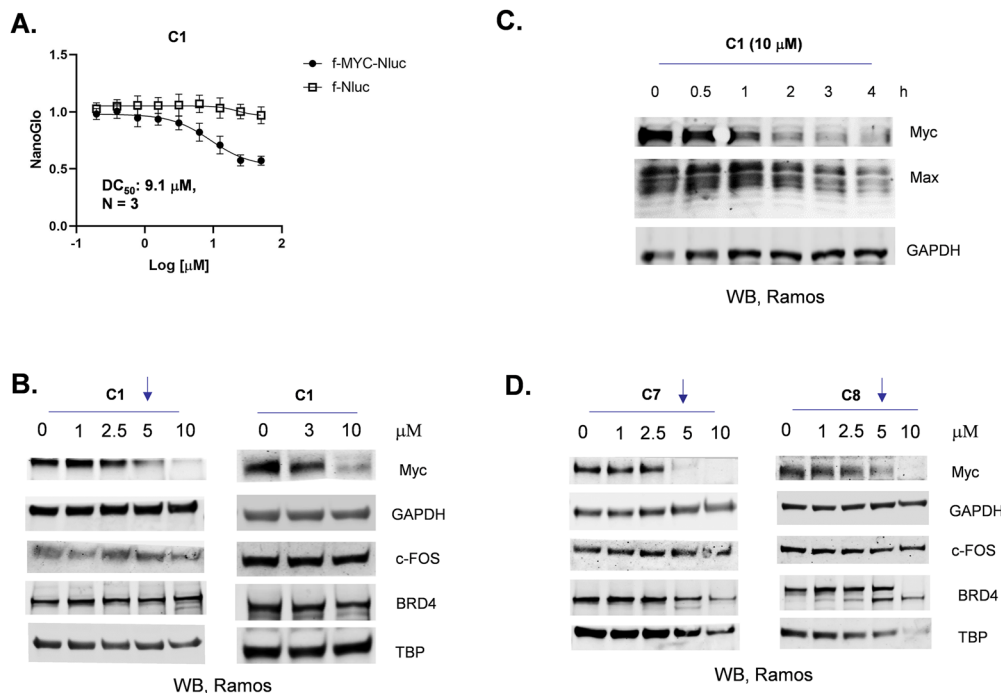 A.
C1
1.5
1.0
0.5
0.0
-1 0 1 2
NanoGlo
Log [μM]
DC50: 9.1 μM,
N = 3
f-MYC-Nluc
f-Nluc
C.
C1 (10 μM)
0 0.5 1 2 3 4 h
Myc
Max
GAPDH
WB, Ramos
B.
C1 C1
0 1 2.5 5 10 0 3 10 μM
Myc
GAPDH
c-FOS
BRD4
TBP
WB, Ramos
D.
C7 C8
0 1 2.5 5 10 0 1 2.5 5 10 μM
Myc
GAPDH
c-FOS
BRD4
TBP
WB, Ramos